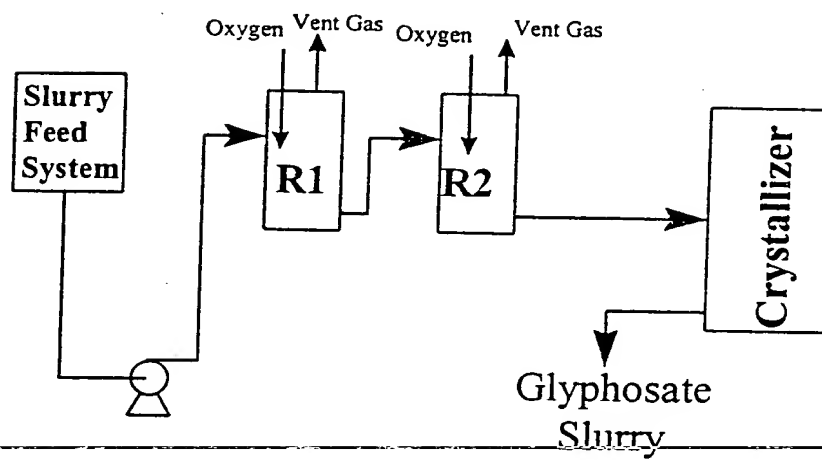 Oxygen
Vent Gas
Oxygen
Vent Gas
Slurry
Feed
System
R1
R2
Crystallizer
Glyphosate
Slurry